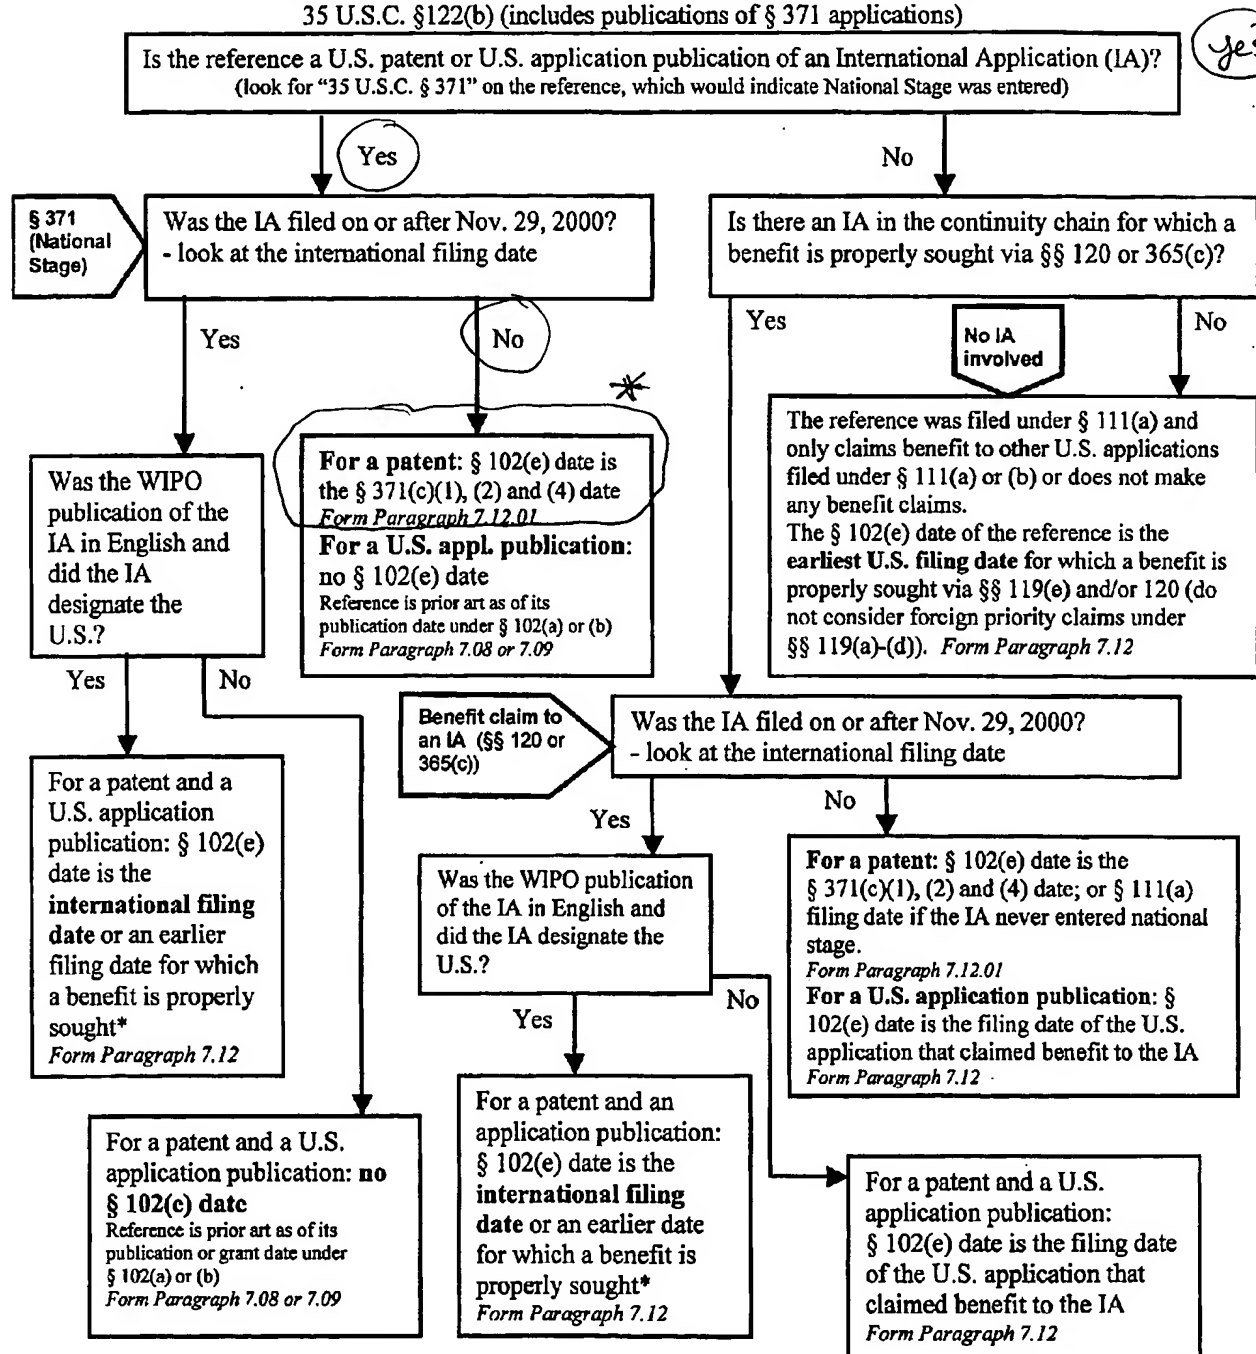 35 U.S.C. §122(b) (includes publications of § 371 applications)
Is the reference a U.S. patent or U.S. application publication of an International Application (IA)?
(look for "35 U.S.C. § 371" on the reference, which would indicate National Stage was entered)
Yes
No
§ 371
(National
Stage)
Was the IA filed on or after Nov. 29, 2000?
- look at the international filing date
Is there an IA in the continuity chain for which a
benefit is properly sought via §§ 120 or 365(c)?
Yes
No
Yes
No IA
involved
No
*
Was the WIPO
publication of the
IA in English and
did the IA
designate the
U.S.?
For a patent: § 102(e) date is
the § 371(c)(1), (2) and (4) date
Form Paragraph 7.12.01
For a U.S. appl. publication:
no § 102(e) date
Reference is prior art as of its
publication date under § 102(a) or (b)
Form Paragraph 7.08 or 7.09
The reference was filed under § 111(a) and
only claims benefit to other U.S. applications
filed under § 111(a) or (b) or does not make
any benefit claims.
The § 102(e) date of the reference is the
earliest U.S. filing date for which a benefit is
properly sought via §§ 119(e) and/or 120 (do
not consider foreign priority claims under
§§ 119(a)-(d)). Form Paragraph 7.12
Yes
No
Benefit claim to
an IA (§§ 120 or
365(c))
Was the IA filed on or after Nov. 29, 2000?
- look at the international filing date
Yes
No
For a patent and a
U.S. application
publication: § 102(e)
date is the
international filing
date or an earlier
filing date for which
a benefit is properly
sought*
Form Paragraph 7.12
Was the WIPO publication
of the IA in English and
did the IA designate the
U.S.?
For a patent: § 102(e) date is the
§ 371(c)(1), (2) and (4) date; or § 111(a)
filing date if the IA never entered national
stage.
Form Paragraph 7.12.01
For a U.S. application publication: §
102(e) date is the filing date of the U.S.
application that claimed benefit to the IA
Form Paragraph 7.12
Yes
No
For a patent and a U.S.
application publication: no
§ 102(e) date
Reference is prior art as of its
publication or grant date under
§ 102(a) or (b)
Form Paragraph 7.08 or 7.09
For a patent and an
application publication:
§ 102(e) date is the
international filing
date or an earlier date
for which a benefit is
properly sought*
Form Paragraph 7.12
For a patent and a U.S.
application publication:
§ 102(e) date is the filing date
of the U.S. application that
claimed benefit to the IA
Form Paragraph 7.12